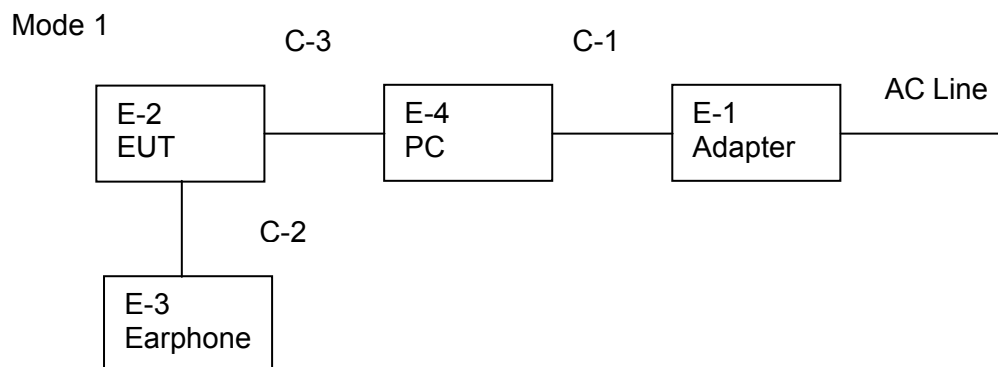 Mode 1
C-3
C-1
AC Line
E-2
EUT
E-4
PC
E-1
Adapter
C-2
E-3
Earphone